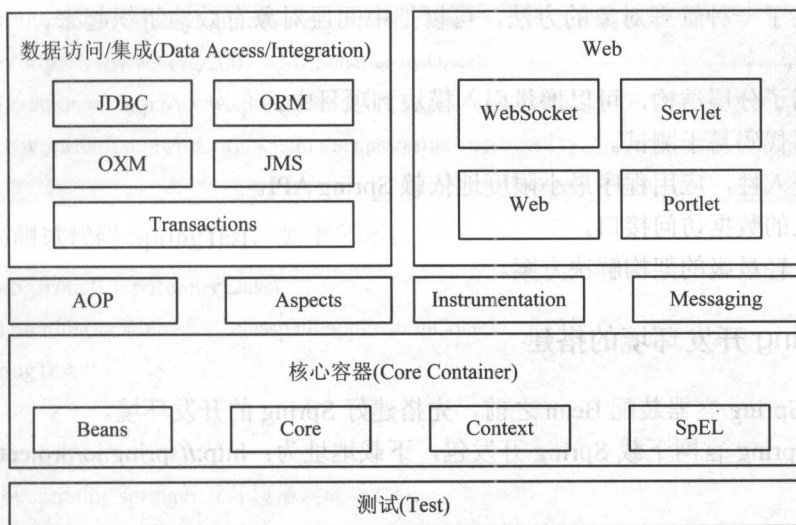 数据访问/集成(Data Access/Integration)
JDBC
ORM
OXM
JMS
Transactions
Web
WebSocket
Servlet
Web
Portlet
AOP
Aspects
Instrumentation
Messaging
核心容器(Core Container)
Beans
Core
Context
SpEL
测试(Test)